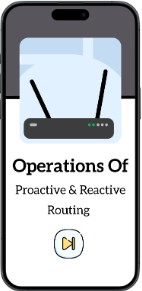 Operations Of
Proactive & Reactive
Routing